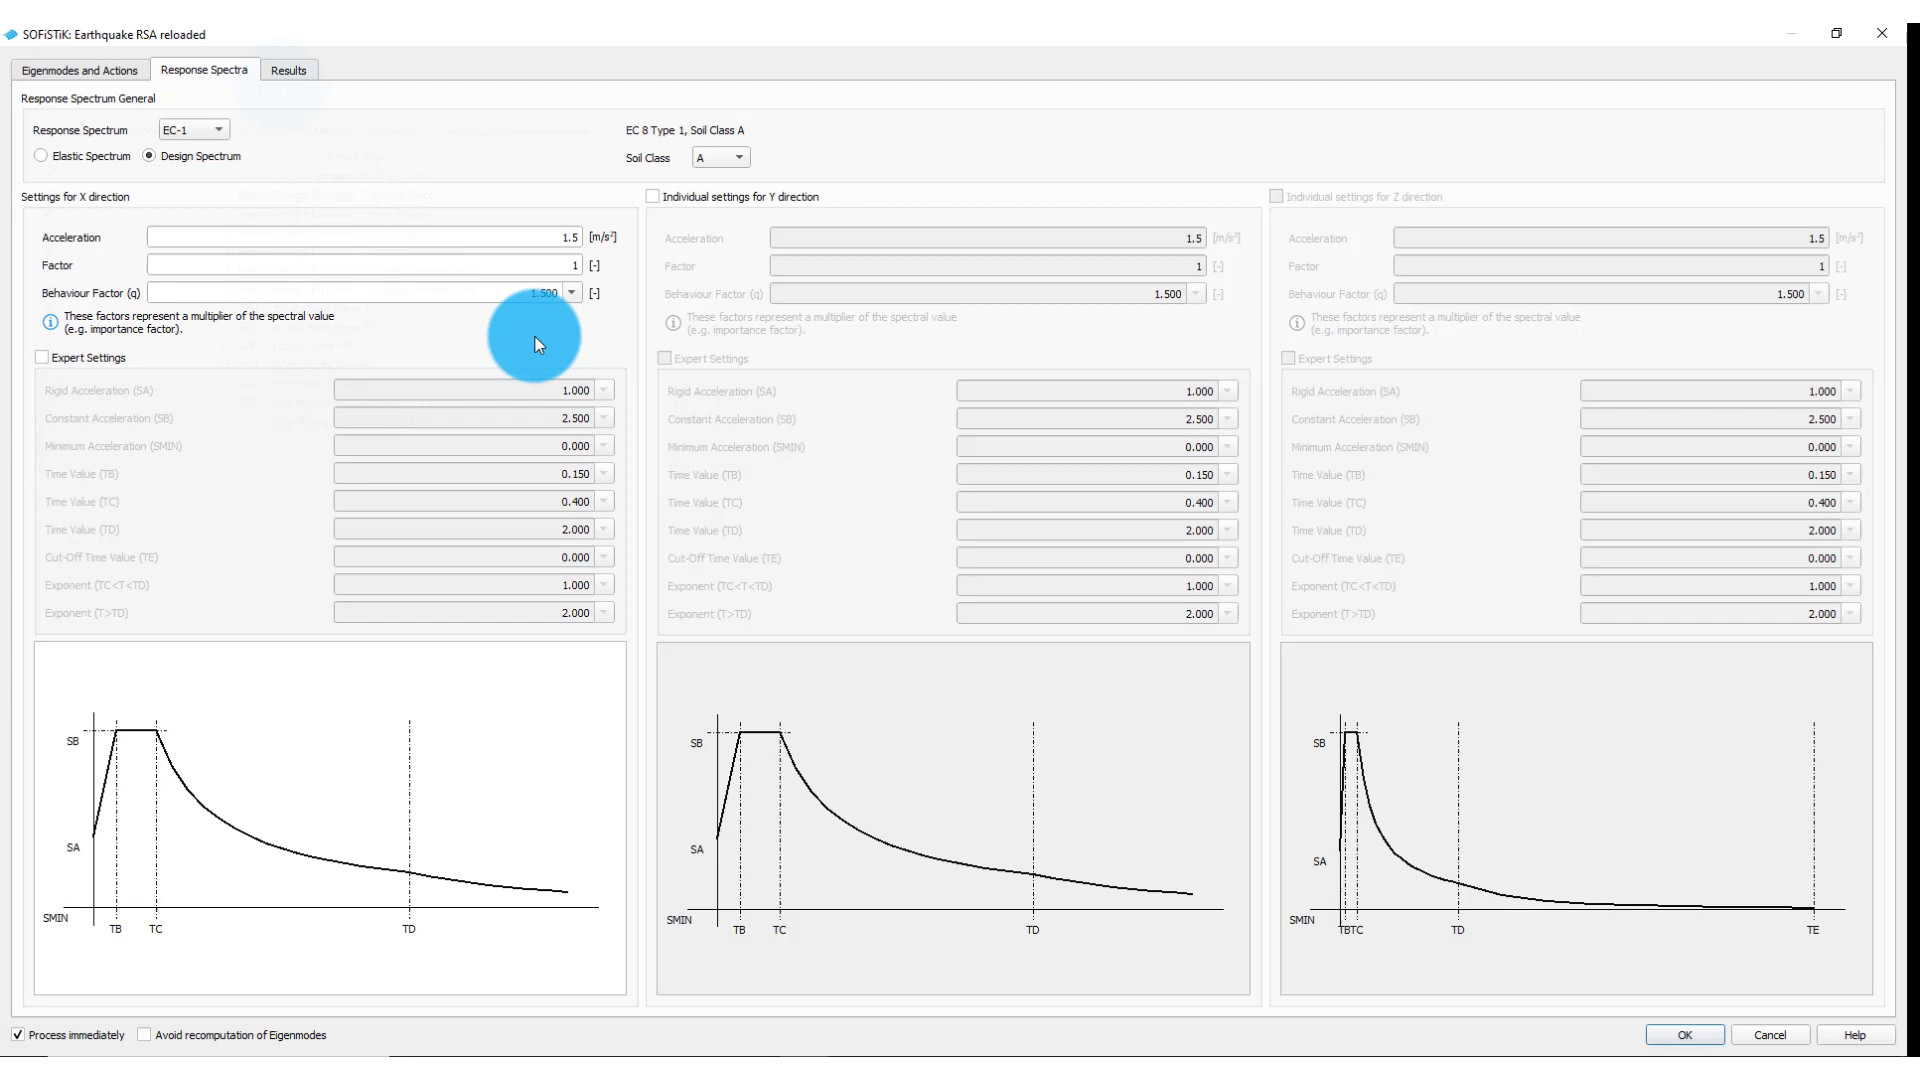 SOFiSTiK: Earthquake RSA reloaded
Eigenmodes and Actions Response Spectra Results
Response Spectrum General
Response Spectrum EC-1 EC 8 Type 1, Soil Class A
Elastic Spectrum Design Spectrum Soil Class A
Settings for X direction Individual settings for Y direction Individual settings for Z direction
Acceleration 1.5 [m/s²] Acceleration 1.5 [m/s²] Acceleration 1.5 [m/s²]
Factor 1 [-] Factor 1 [-] Factor 1 [-]
Behaviour Factor (q) 1.500 [-] Behaviour Factor (q) 1.500 [-] Behaviour Factor (q) 1.500 [-]
These factors represent a multiplier of the spectral value These factors represent a multiplier of the spectral value These factors represent a multiplier of the spectral value
(e.g. importance factor). (e.g. importance factor). (e.g. importance factor).
Expert Settings Expert Settings Expert Settings
Rigid Acceleration (SA) 1.000 Rigid Acceleration (SA) 1.000 Rigid Acceleration (SA) 1.000
Constant Acceleration (SB) 2.500 Constant Acceleration (SB) 2.500 Constant Acceleration (SB) 2.500
Minimum Acceleration (SMIN) 0.000 Minimum Acceleration (SMIN) 0.000 Minimum Acceleration (SMIN) 0.000
Time Value (TB) 0.150 Time Value (TB) 0.150 Time Value (TB) 0.150
Time Value (TC) 0.400 Time Value (TC) 0.400 Time Value (TC) 0.400
Time Value (TD) 2.000 Time Value (TD) 2.000 Time Value (TD) 2.000
Cut-Off Time Value (TE) 0.000 Cut-Off Time Value (TE) 0.000 Cut-Off Time Value (TE) 0.000
Exponent (TC<T<TD) 1.000 Exponent (TC<T<TD) 1.000 Exponent (TC<T<TD) 1.000
Exponent (T>TD) 2.000 Exponent (T>TD) 2.000 Exponent (T>TD) 2.000
SB SB SB
SA SA SA
SMIN SMIN SMIN
TB TC TD TB TC TD TB TC TD TE
Process immediately Avoid recomputation of Eigenmodes OK Cancel Help